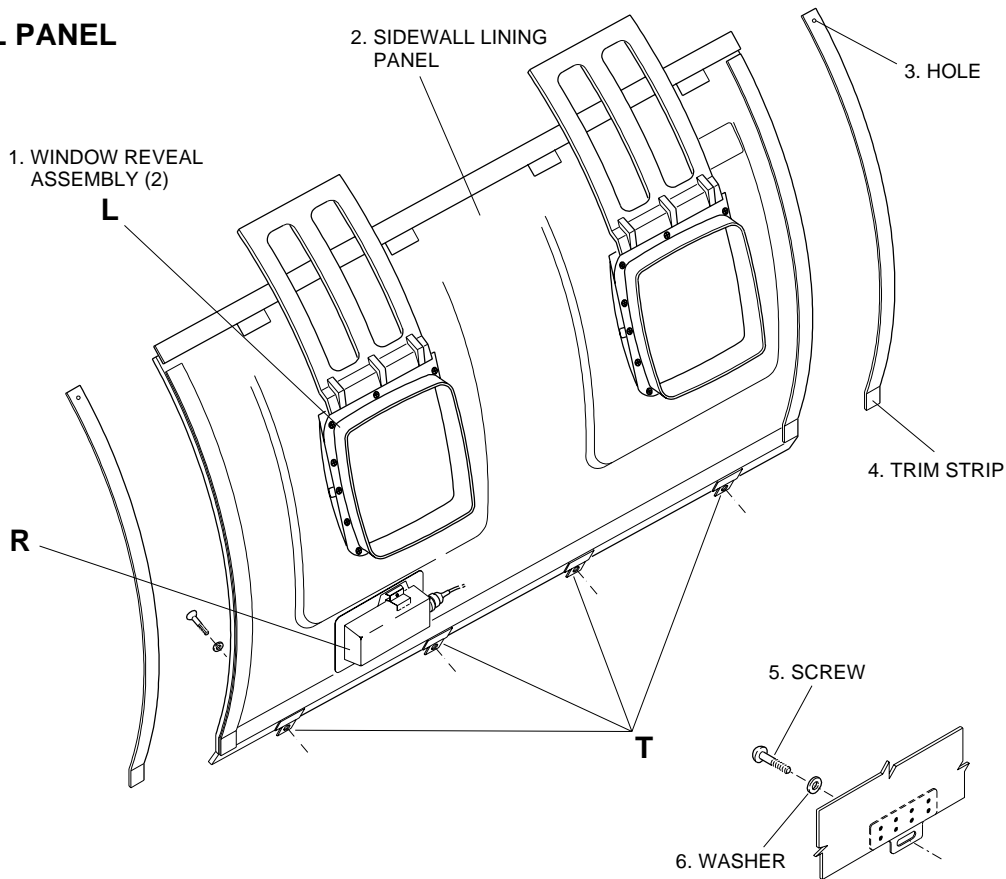 L PANEL
2. SIDEWALL LINING
PANEL
3. HOLE
1. WINDOW REVEAL
ASSEMBLY (2)
L
4. TRIM STRIP
R
5. SCREW
T
6. WASHER